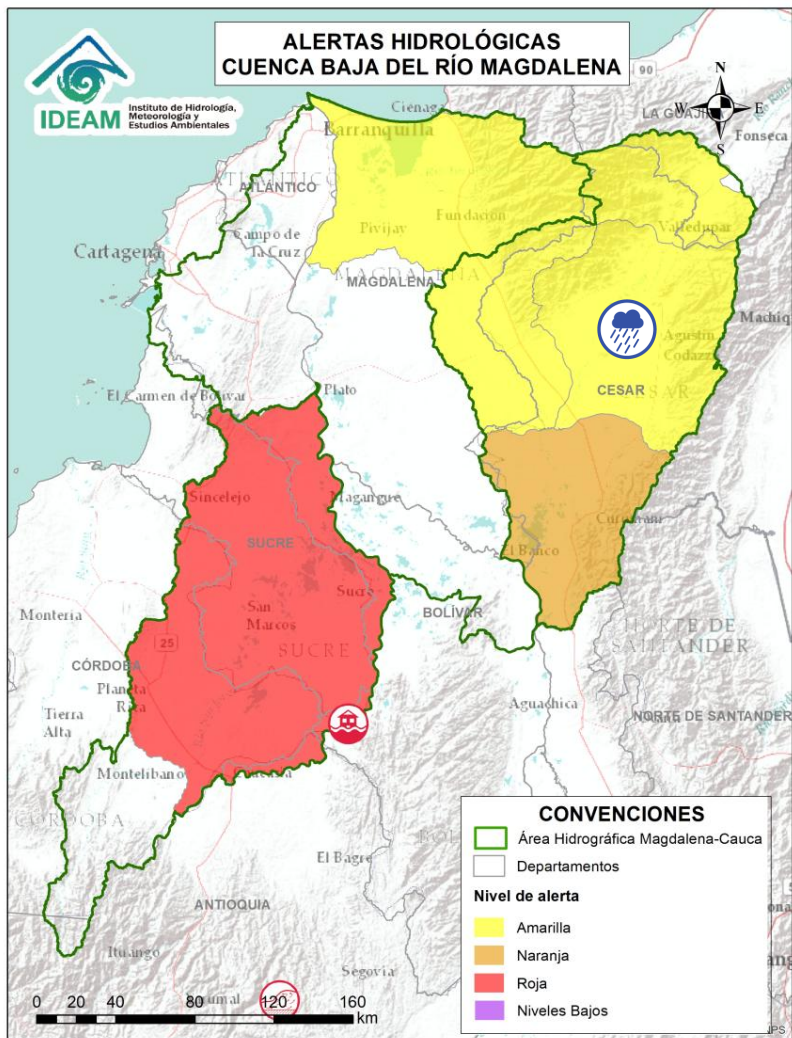 ALERTAS HIDROLÓGICAS
CUENCA BAJA DEL RÍO MAGDALENA
IDEAM
Instituto de Hidrología,
Meteorología y
Estudios Ambientales
N
W
E
S
90
LA GUAJIRA
Fonseca
Cienaga
Barranquilla
ATLÁNTICO
Pivijay
Fundación
Valledupar
Cartagena
Campo de
la Cruz
MAGDALENA
Agustín
Codazzi
CESAR
El Carmen de Bolívar
Plato
Sincelejo
Magangue
SUCRE
Sucre
San
Marcos
SUCRE
BOLÍVAR
El Banco
Montería
25
CÓRDOBA
Planeta
Rica
Tierra
Alta
Montelibano
CÓRDOBA
NORTE DE
SANTANDER
Aguachica
NORTE DE SANTANDER
El Bagre
ANTIOQUIA
Ituango
Segovia
0 20 40 80 120 160
km
CONVENCIONES
Área Hidrográfica Magdalena-Cauca
Departamentos
Nivel de alerta
Amarilla
Naranja
Roja
Niveles Bajos